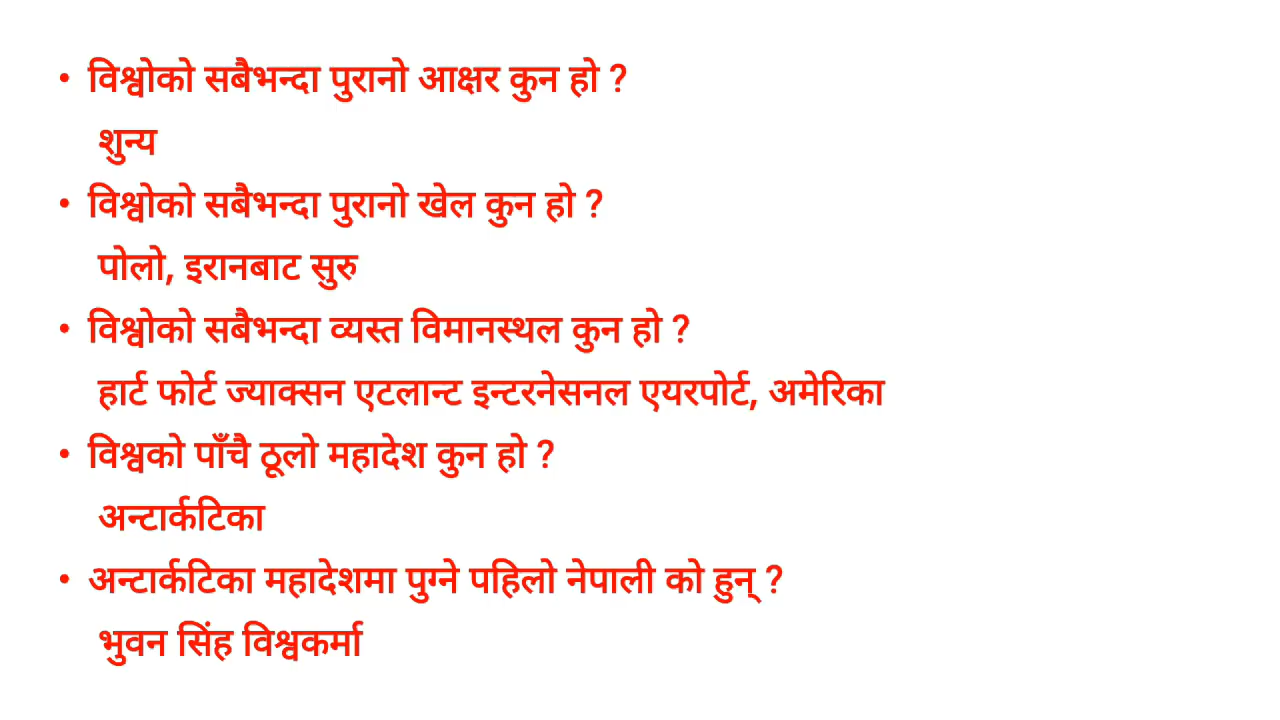 • विश्वोको सबैभन्दा पुरानो आक्षर कुन हो ?
शुन्य
• विश्वोको सबैभन्दा पुरानो खेल कुन हो ?
पोलो, इरानबाट सुरु
• विश्वोको सबैभन्दा व्यस्त विमानस्थल कुन हो ?
हार्ट फोर्ट ज्याक्सन एटलान्ट इन्टरनेसनल एयरपोर्ट, अमेरिका
• विश्वको पाँचै ठूलो महादेश कुन हो ?
अन्टार्कटिका
• अन्टार्कटिका महादेशमा पुग्ने पहिलो नेपाली को हुन् ?
भुवन सिंह विश्वकर्मा